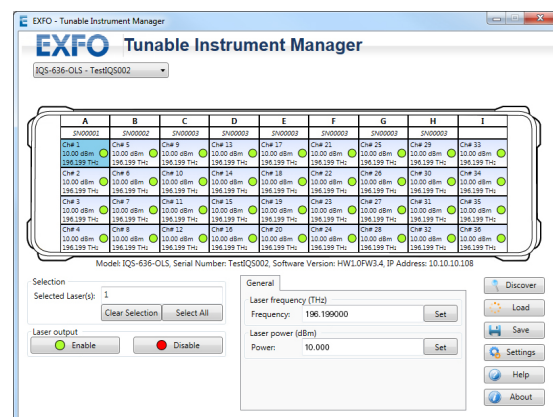 EXFO - Tunable Instrument Manager
EXFO Tunable Instrument Manager
IQS-636-OLS - TestIQS002
A B C D E F G H I
SN00001 SN00002 SN00003 SN00003 SN00003 SN00003 SN00003 SN00003
Ch# 1 Ch# 5 Ch# 9 Ch# 13 Ch# 17 Ch# 21 Ch# 25 Ch# 29 Ch# 33
10.00 dBm 10.00 dBm 10.00 dBm 10.00 dBm 10.00 dBm 10.00 dBm 10.00 dBm 10.00 dBm 10.00 dBm
196.199 THz 196.199 THz 196.199 THz 196.199 THz 196.199 THz 196.199 THz 196.199 THz 196.199 THz 196.199 THz
Ch# 2 Ch# 6 Ch# 10 Ch# 14 Ch# 18 Ch# 22 Ch# 26 Ch# 30 Ch# 34
10.00 dBm 10.00 dBm 10.00 dBm 10.00 dBm 10.00 dBm 10.00 dBm 10.00 dBm 10.00 dBm 10.00 dBm
196.199 THz 196.199 THz 196.199 THz 196.199 THz 196.199 THz 196.199 THz 196.199 THz 196.199 THz 196.199 THz
Ch# 3 Ch# 7 Ch# 11 Ch# 15 Ch# 19 Ch# 23 Ch# 27 Ch# 31 Ch# 35
10.00 dBm 10.00 dBm 10.00 dBm 10.00 dBm 10.00 dBm 10.00 dBm 10.00 dBm 10.00 dBm 10.00 dBm
196.199 THz 196.199 THz 196.199 THz 196.199 THz 196.199 THz 196.199 THz 196.199 THz 196.199 THz 196.199 THz
Ch# 4 Ch# 8 Ch# 12 Ch# 16 Ch# 20 Ch# 24 Ch# 28 Ch# 32 Ch# 36
10.00 dBm 10.00 dBm 10.00 dBm 10.00 dBm 10.00 dBm 10.00 dBm 10.00 dBm 10.00 dBm 10.00 dBm
196.199 THz 196.199 THz 196.199 THz 196.199 THz 196.199 THz 196.199 THz 196.199 THz 196.199 THz 196.199 THz
Model: IQS-636-OLS, Serial Number: TestIQS002, Software Version: HW1.0FW3.4, IP Address: 10.10.10.108
Selection
Selected Laser(s): 1
Clear Selection Select All
Laser output
Enable Disable
General
Laser frequency (THz)
Frequency: 196.199000 Set
Laser power (dBm)
Power: 10.000 Set
Discover
Load
Save
Settings
Help
About